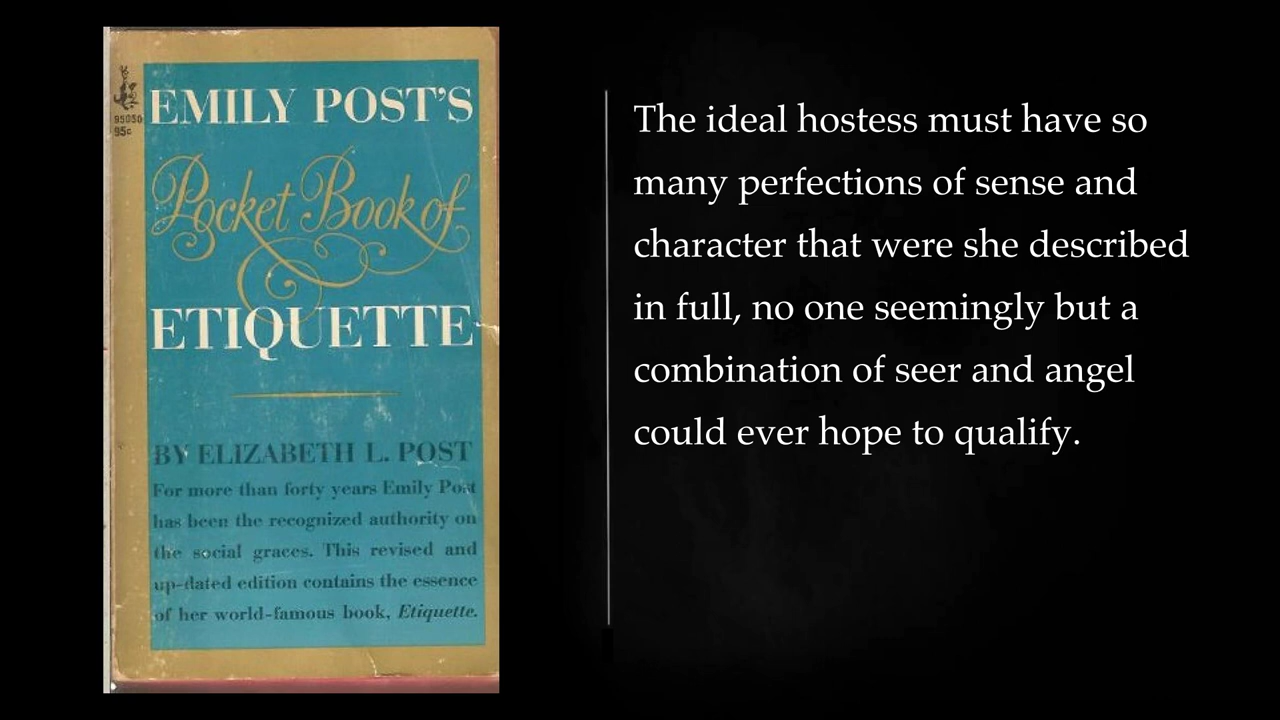 95050
95c
EMILY POST'S
Pocket Book of
ETIQUETTE
BY ELIZABETH L. POST
For more than forty years Emily Post
has been the recognized authority on
the social graces. This revised and
up-dated edition contains the essence
of her world-famous book, Etiquette.
The ideal hostess must have so
many perfections of sense and
character that were she described
in full, no one seemingly but a
combination of seer and angel
could ever hope to qualify.